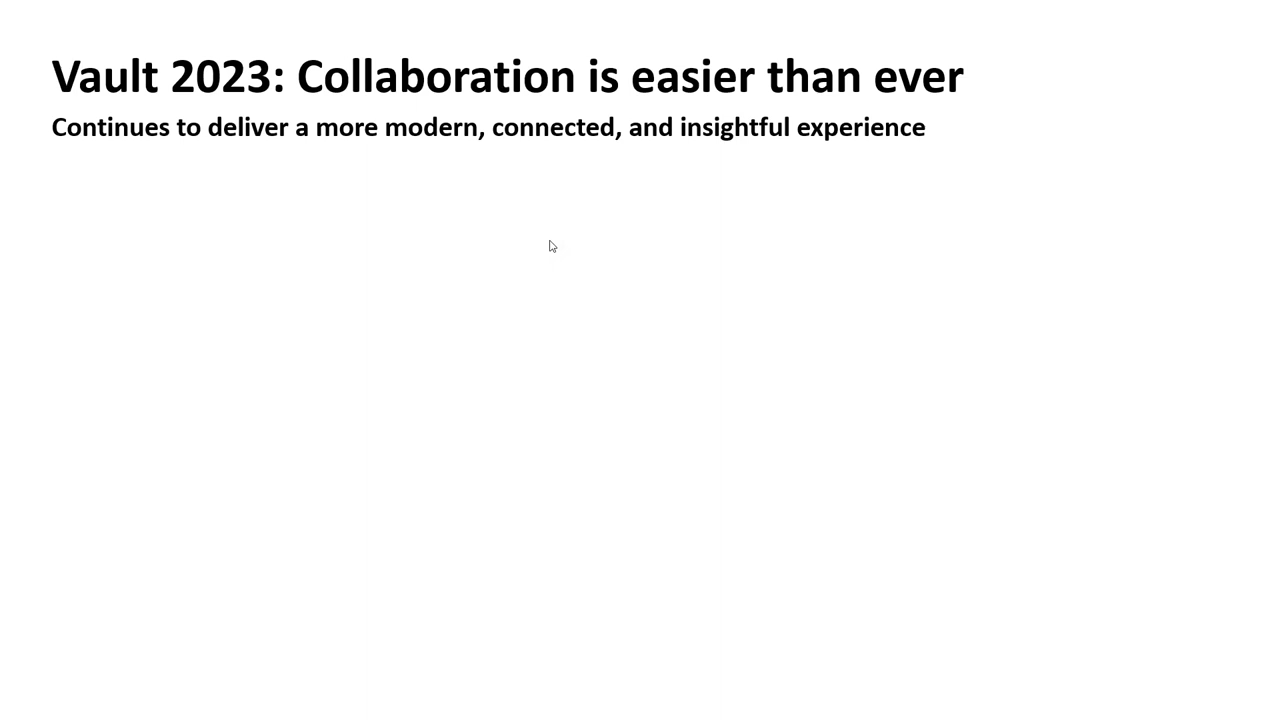 Vault 2023: Collaboration is easier than ever
Continues to deliver a more modern, connected, and insightful experience